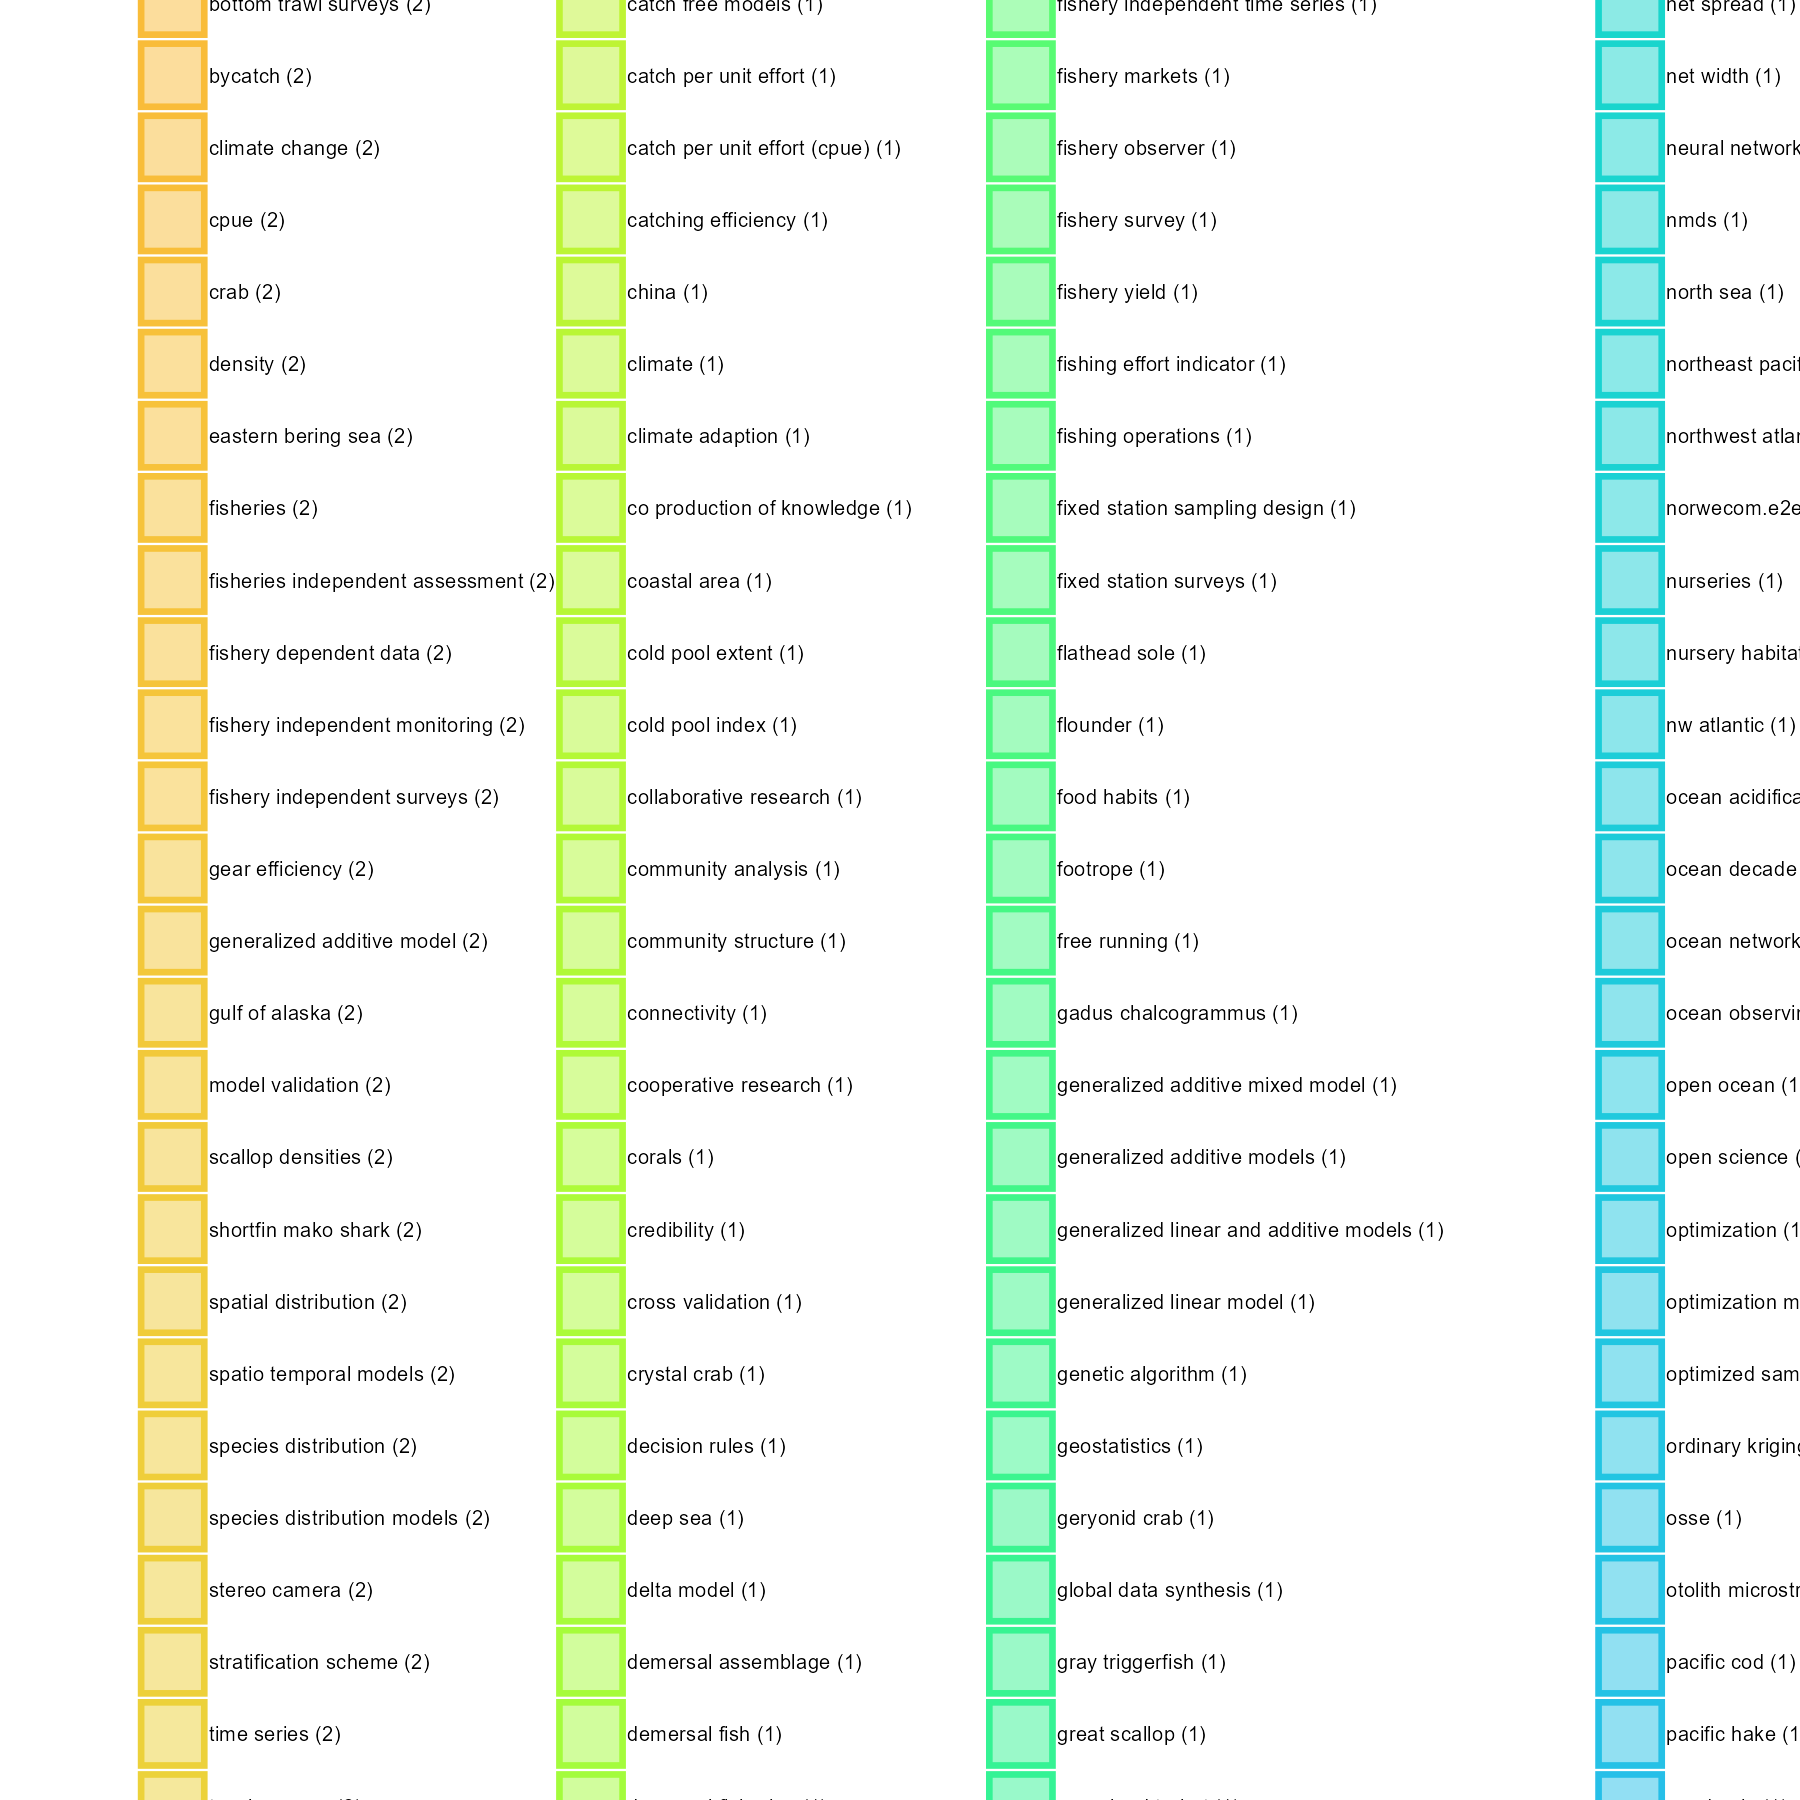 bottom trawl surveys (2)
bycatch (2)
climate change (2)
cpue (2)
crab (2)
density (2)
eastern bering sea (2)
fisheries (2)
fisheries independent assessment (2)
fishery dependent data (2)
fishery independent monitoring (2)
fishery independent surveys (2)
gear efficiency (2)
generalized additive model (2)
gulf of alaska (2)
model validation (2)
scallop densities (2)
shortfin mako shark (2)
spatial distribution (2)
spatio temporal models (2)
species distribution (2)
species distribution models (2)
stereo camera (2)
stratification scheme (2)
time series (2)
catch free models (1)
catch per unit effort (1)
catch per unit effort (cpue) (1)
catching efficiency (1)
china (1)
climate (1)
climate adaption (1)
co production of knowledge (1)
coastal area (1)
cold pool extent (1)
cold pool index (1)
collaborative research (1)
community analysis (1)
community structure (1)
connectivity (1)
cooperative research (1)
corals (1)
credibility (1)
cross validation (1)
crystal crab (1)
decision rules (1)
deep sea (1)
delta model (1)
demersal assemblage (1)
demersal fish (1)
fishery independent time series (1)
fishery markets (1)
fishery observer (1)
fishery survey (1)
fishery yield (1)
fishing effort indicator (1)
fishing operations (1)
fixed station sampling design (1)
fixed station surveys (1)
flathead sole (1)
flounder (1)
food habits (1)
footrope (1)
free running (1)
gadus chalcogrammus (1)
generalized additive mixed model (1)
generalized additive models (1)
generalized linear and additive models (1)
generalized linear model (1)
genetic algorithm (1)
geostatistics (1)
geryonid crab (1)
global data synthesis (1)
gray triggerfish (1)
great scallop (1)
net spread (1)
net width (1)
neural network
nmds (1)
north sea (1)
northeast pacif
northwest atlan
norwecom.e2e
nurseries (1)
nursery habitat
nw atlantic (1)
ocean acidifica
ocean decade
ocean network
ocean observin
open ocean (1
open science (
optimization (1
optimization m
optimized sam
ordinary kriging
osse (1)
otolith microstr
pacific cod (1)
pacific hake (1